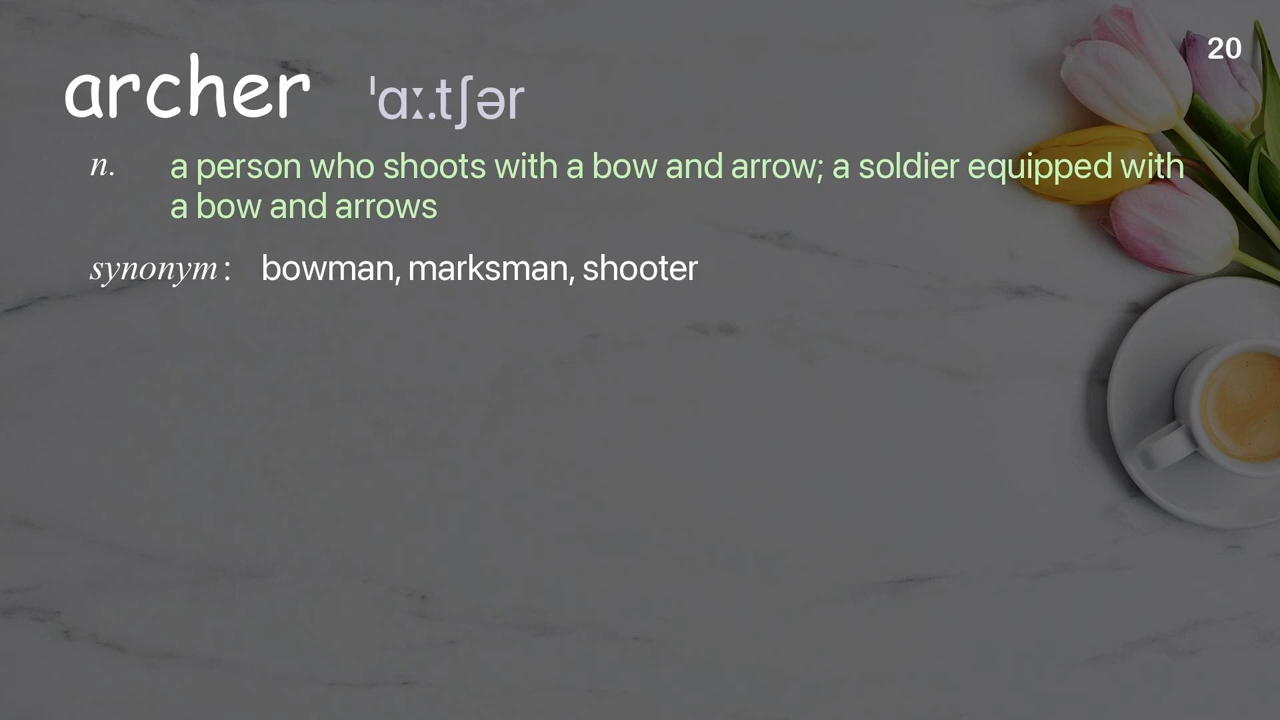 20
archer ˈɑː.tʃər
n. a person who shoots with a bow and arrow; a soldier equipped with
a bow and arrows
synonym: bowman, marksman, shooter